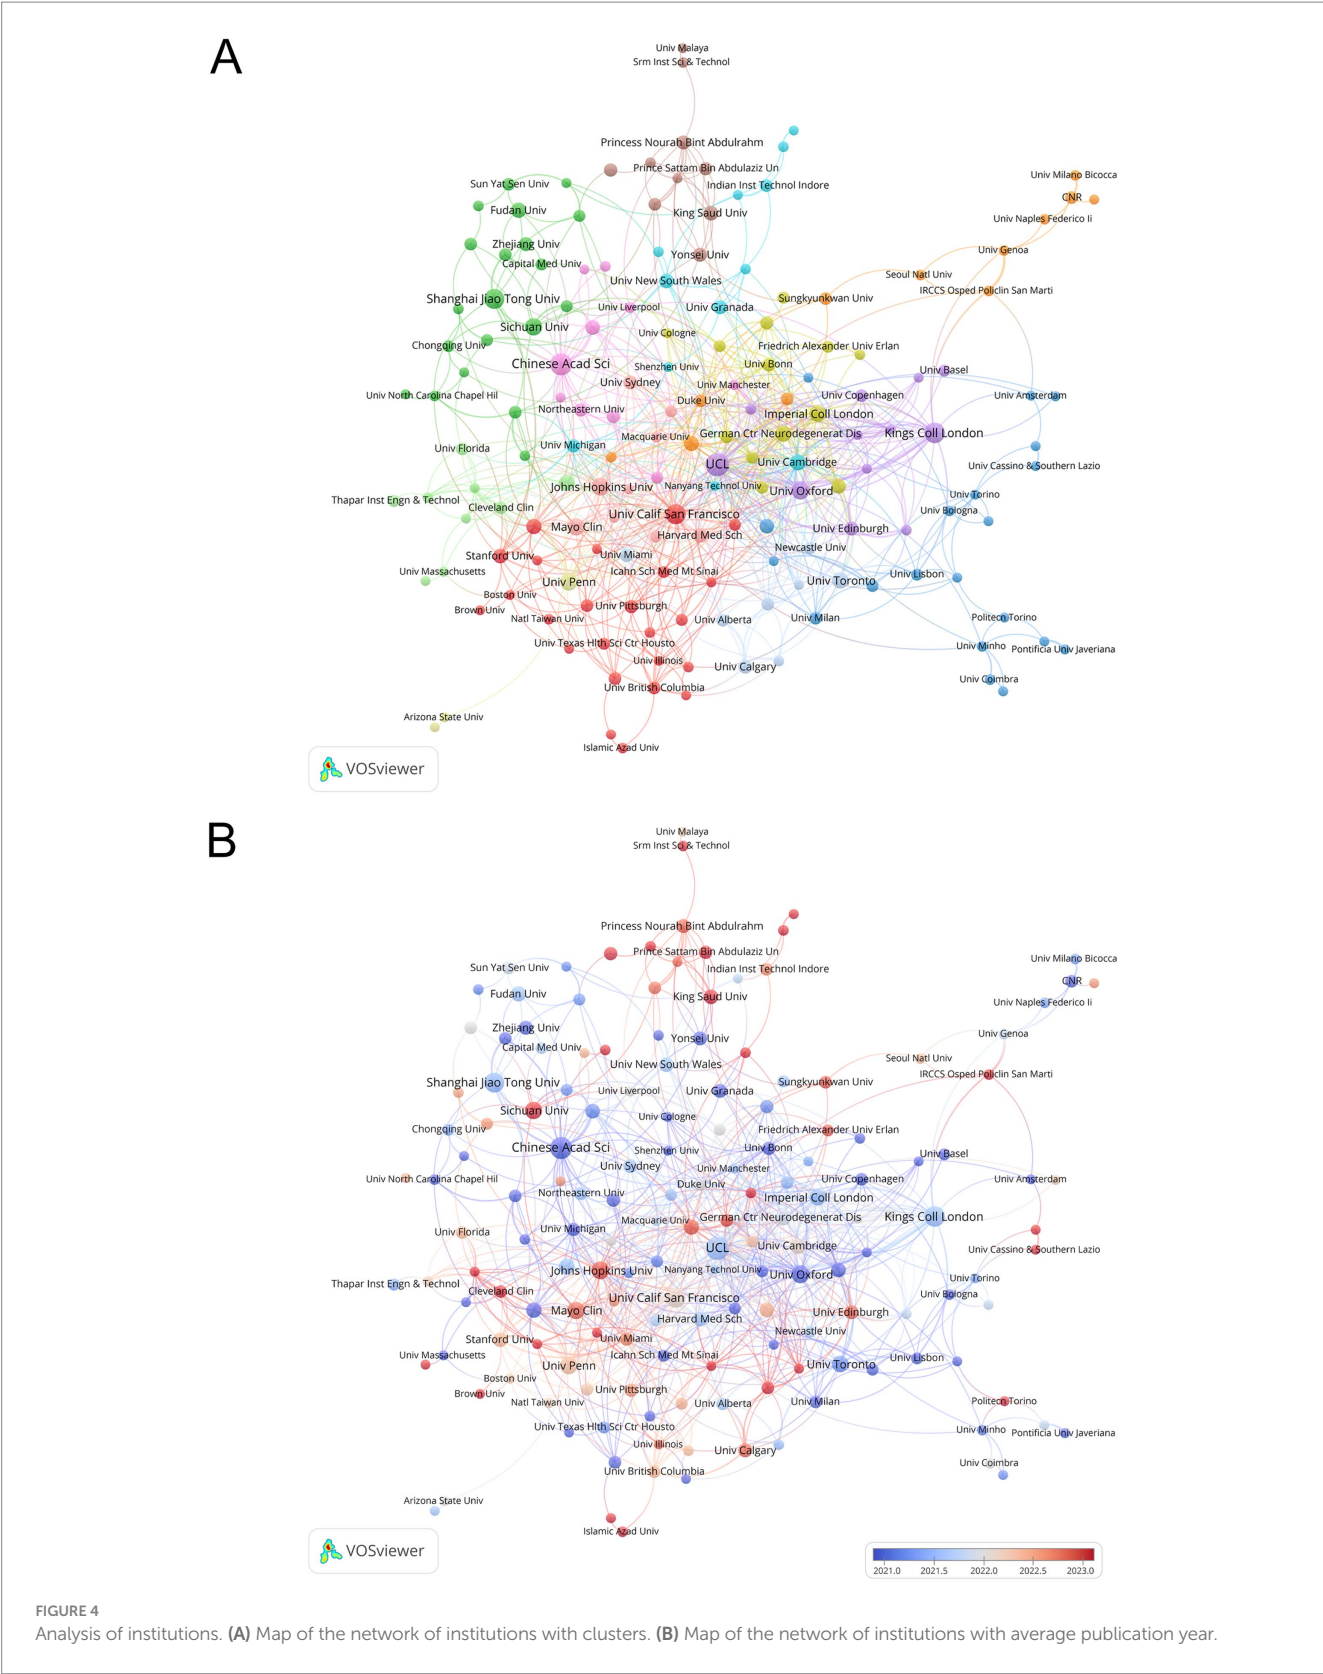 A
Univ Malaya
Srm Inst Sci & Technol
Princess Nourah Bint Abdulrahm
Prince Sattam Bin Abdulaziz Un
Univ Milano Bicocca
Sun Yat Sen Univ
Indian Inst Technol Indore
CNR
Fudan Univ
King Saud Univ
Univ Naples Federico Ii
Zhejiang Univ
Yonsei Univ
Univ Genoa
Capital Med Univ
Seoul Natl Univ
Univ New South Wales
IRCCS Osped Policlin San Marti
Shanghai Jiao Tong Univ
Sungkyunkwan Univ
Univ Liverpool
Univ Granada
Sichuan Univ
Univ Cologne
Chongqing Univ
Friedrich Alexander Univ Erlan
Chinese Acad Sci
Shenzhen Univ
Univ Bonn
Univ Basel
Univ Sydney
Univ Manchester
Univ North Carolina Chapel Hil
Duke Univ
Univ Copenhagen
Univ Amsterdam
Northeastern Univ
Imperial Coll London
Macquarie Univ
German Ctr Neurodegenerat Dis
Kings Coll London
Univ Florida
Univ Michigan
UCL
Univ Cambridge
Univ Cassino & Southern Lazio
Johns Hopkins Univ
Nanyang Technol Univ
Univ Oxford
Univ Torino
Thapar Inst Engn & Technol
Cleveland Clin
Univ Calif San Francisco
Univ Bologna
Mayo Clin
Harvard Med Sch
Univ Edinburgh
Stanford Univ
Univ Miami
Newcastle Univ
Univ Massachusetts
Icahn Sch Med Mt Sinai
Univ Penn
Univ Toronto
Univ Lisbon
Boston Univ
Brown Univ
Univ Pittsburgh
Natl Taiwan Univ
Univ Alberta
Univ Milan
Politecn Torino
Univ Texas Hlth Sci Ctr Housto
Univ Minho
Pontificia Univ Javeriana
Univ Illinois
Univ Calgary
Univ British Columbia
Univ Coimbra
Arizona State Univ
Islamic Azad Univ
VOSviewer
B
Univ Malaya
Srm Inst Sci & Technol
Princess Nourah Bint Abdulrahm
Prince Sattam Bin Abdulaziz Un
Univ Milano Bicocca
Sun Yat Sen Univ
Indian Inst Technol Indore
CNR
Fudan Univ
King Saud Univ
Univ Naples Federico Ii
Zhejiang Univ
Yonsei Univ
Univ Genoa
Capital Med Univ
Seoul Natl Univ
Univ New South Wales
IRCCS Osped Policlin San Marti
Shanghai Jiao Tong Univ
Sungkyunkwan Univ
Univ Liverpool
Univ Granada
Sichuan Univ
Univ Cologne
Chongqing Univ
Friedrich Alexander Univ Erlan
Chinese Acad Sci
Shenzhen Univ
Univ Bonn
Univ Basel
Univ Sydney
Univ Manchester
Univ North Carolina Chapel Hil
Duke Univ
Univ Copenhagen
Univ Amsterdam
Northeastern Univ
Imperial Coll London
Macquarie Univ
German Ctr Neurodegenerat Dis
Kings Coll London
Univ Florida
Univ Michigan
UCL
Univ Cambridge
Univ Cassino & Southern Lazio
Johns Hopkins Univ
Nanyang Technol Univ
Univ Oxford
Univ Torino
Thapar Inst Engn & Technol
Cleveland Clin
Univ Calif San Francisco
Univ Bologna
Mayo Clin
Harvard Med Sch
Univ Edinburgh
Stanford Univ
Univ Miami
Newcastle Univ
Univ Massachusetts
Icahn Sch Med Mt Sinai
Univ Penn
Univ Toronto
Univ Lisbon
Boston Univ
Brown Univ
Univ Pittsburgh
Natl Taiwan Univ
Univ Alberta
Univ Milan
Politecn Torino
Univ Texas Hlth Sci Ctr Housto
Univ Minho
Pontificia Univ Javeriana
Univ Illinois
Univ Calgary
Univ British Columbia
Univ Coimbra
Arizona State Univ
Islamic Azad Univ
VOSviewer
2021.0 2021.5 2022.0 2022.5 2023.0
FIGURE 4
Analysis of institutions. (A) Map of the network of institutions with clusters. (B) Map of the network of institutions with average publication year.